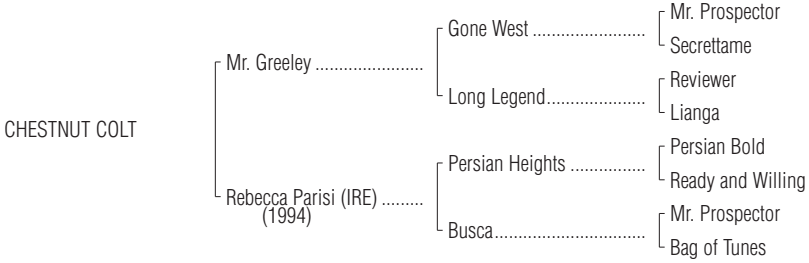 Mr. Prospector
Gone West ........................
Secrettame
Mr. Greeley .......................
Reviewer
Long Legend.....................
Lianga
CHESTNUT COLT
Persian Bold
Persian Heights ................
Ready and Willing
Rebecca Parisi (IRE) .........
(1994)
Mr. Prospector
Busca................................
Bag of Tunes